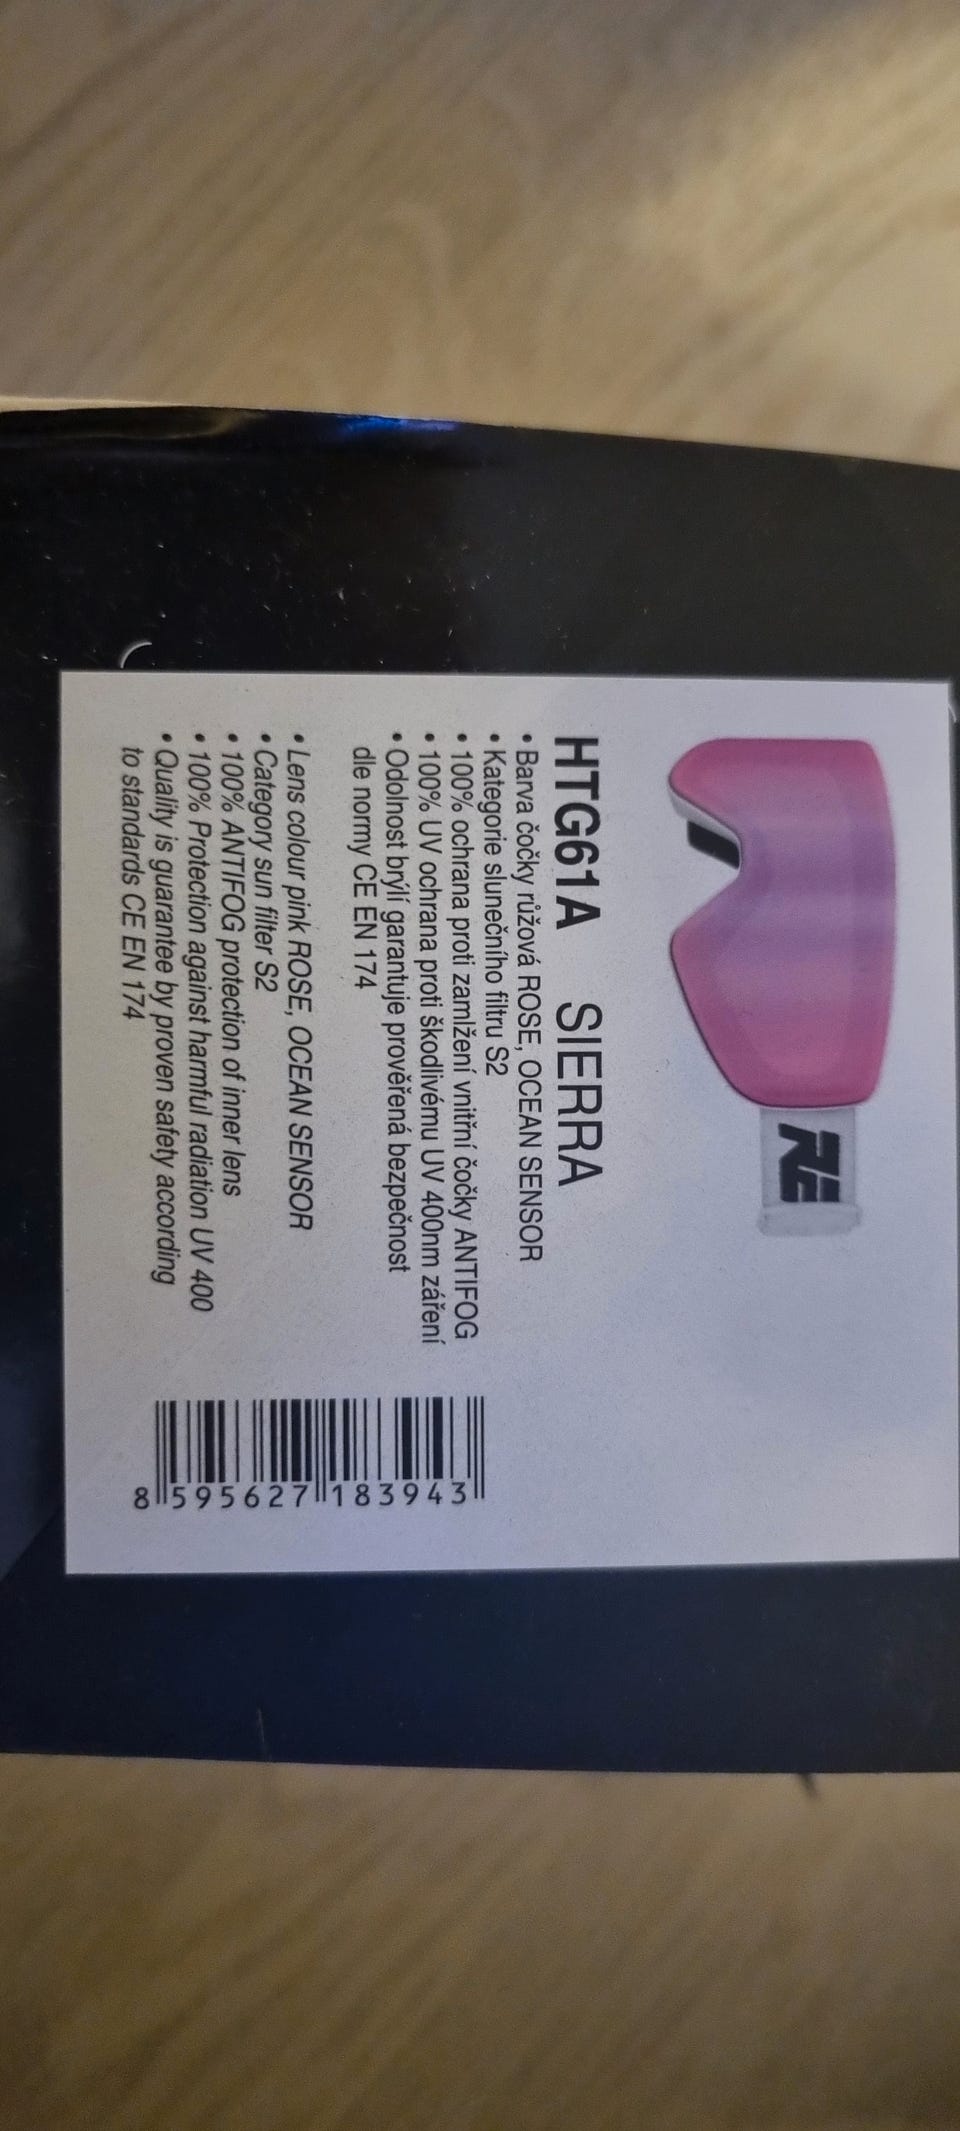 RE
HTG61A SIERRA
• Barva čočky růžová ROSE, OCEAN SENSOR
• Kategorie slunečního filtru S2
• 100% ochrana proti zamlžení vnitřní čočky ANTIFOG
• 100% UV ochrana proti škodlivému UV 400nm záření
• Odolnost brýlí garantuje prověřená bezpečnost
dle normy CE EN 174
• Lens colour pink ROSE, OCEAN SENSOR
• Category sun filter S2
• 100% ANTIFOG protection of inner lens
• 100% Protection against harmful radiation UV 400
• Quality is guarantee by proven safety according
to standards CE EN 174
8 595627 183943